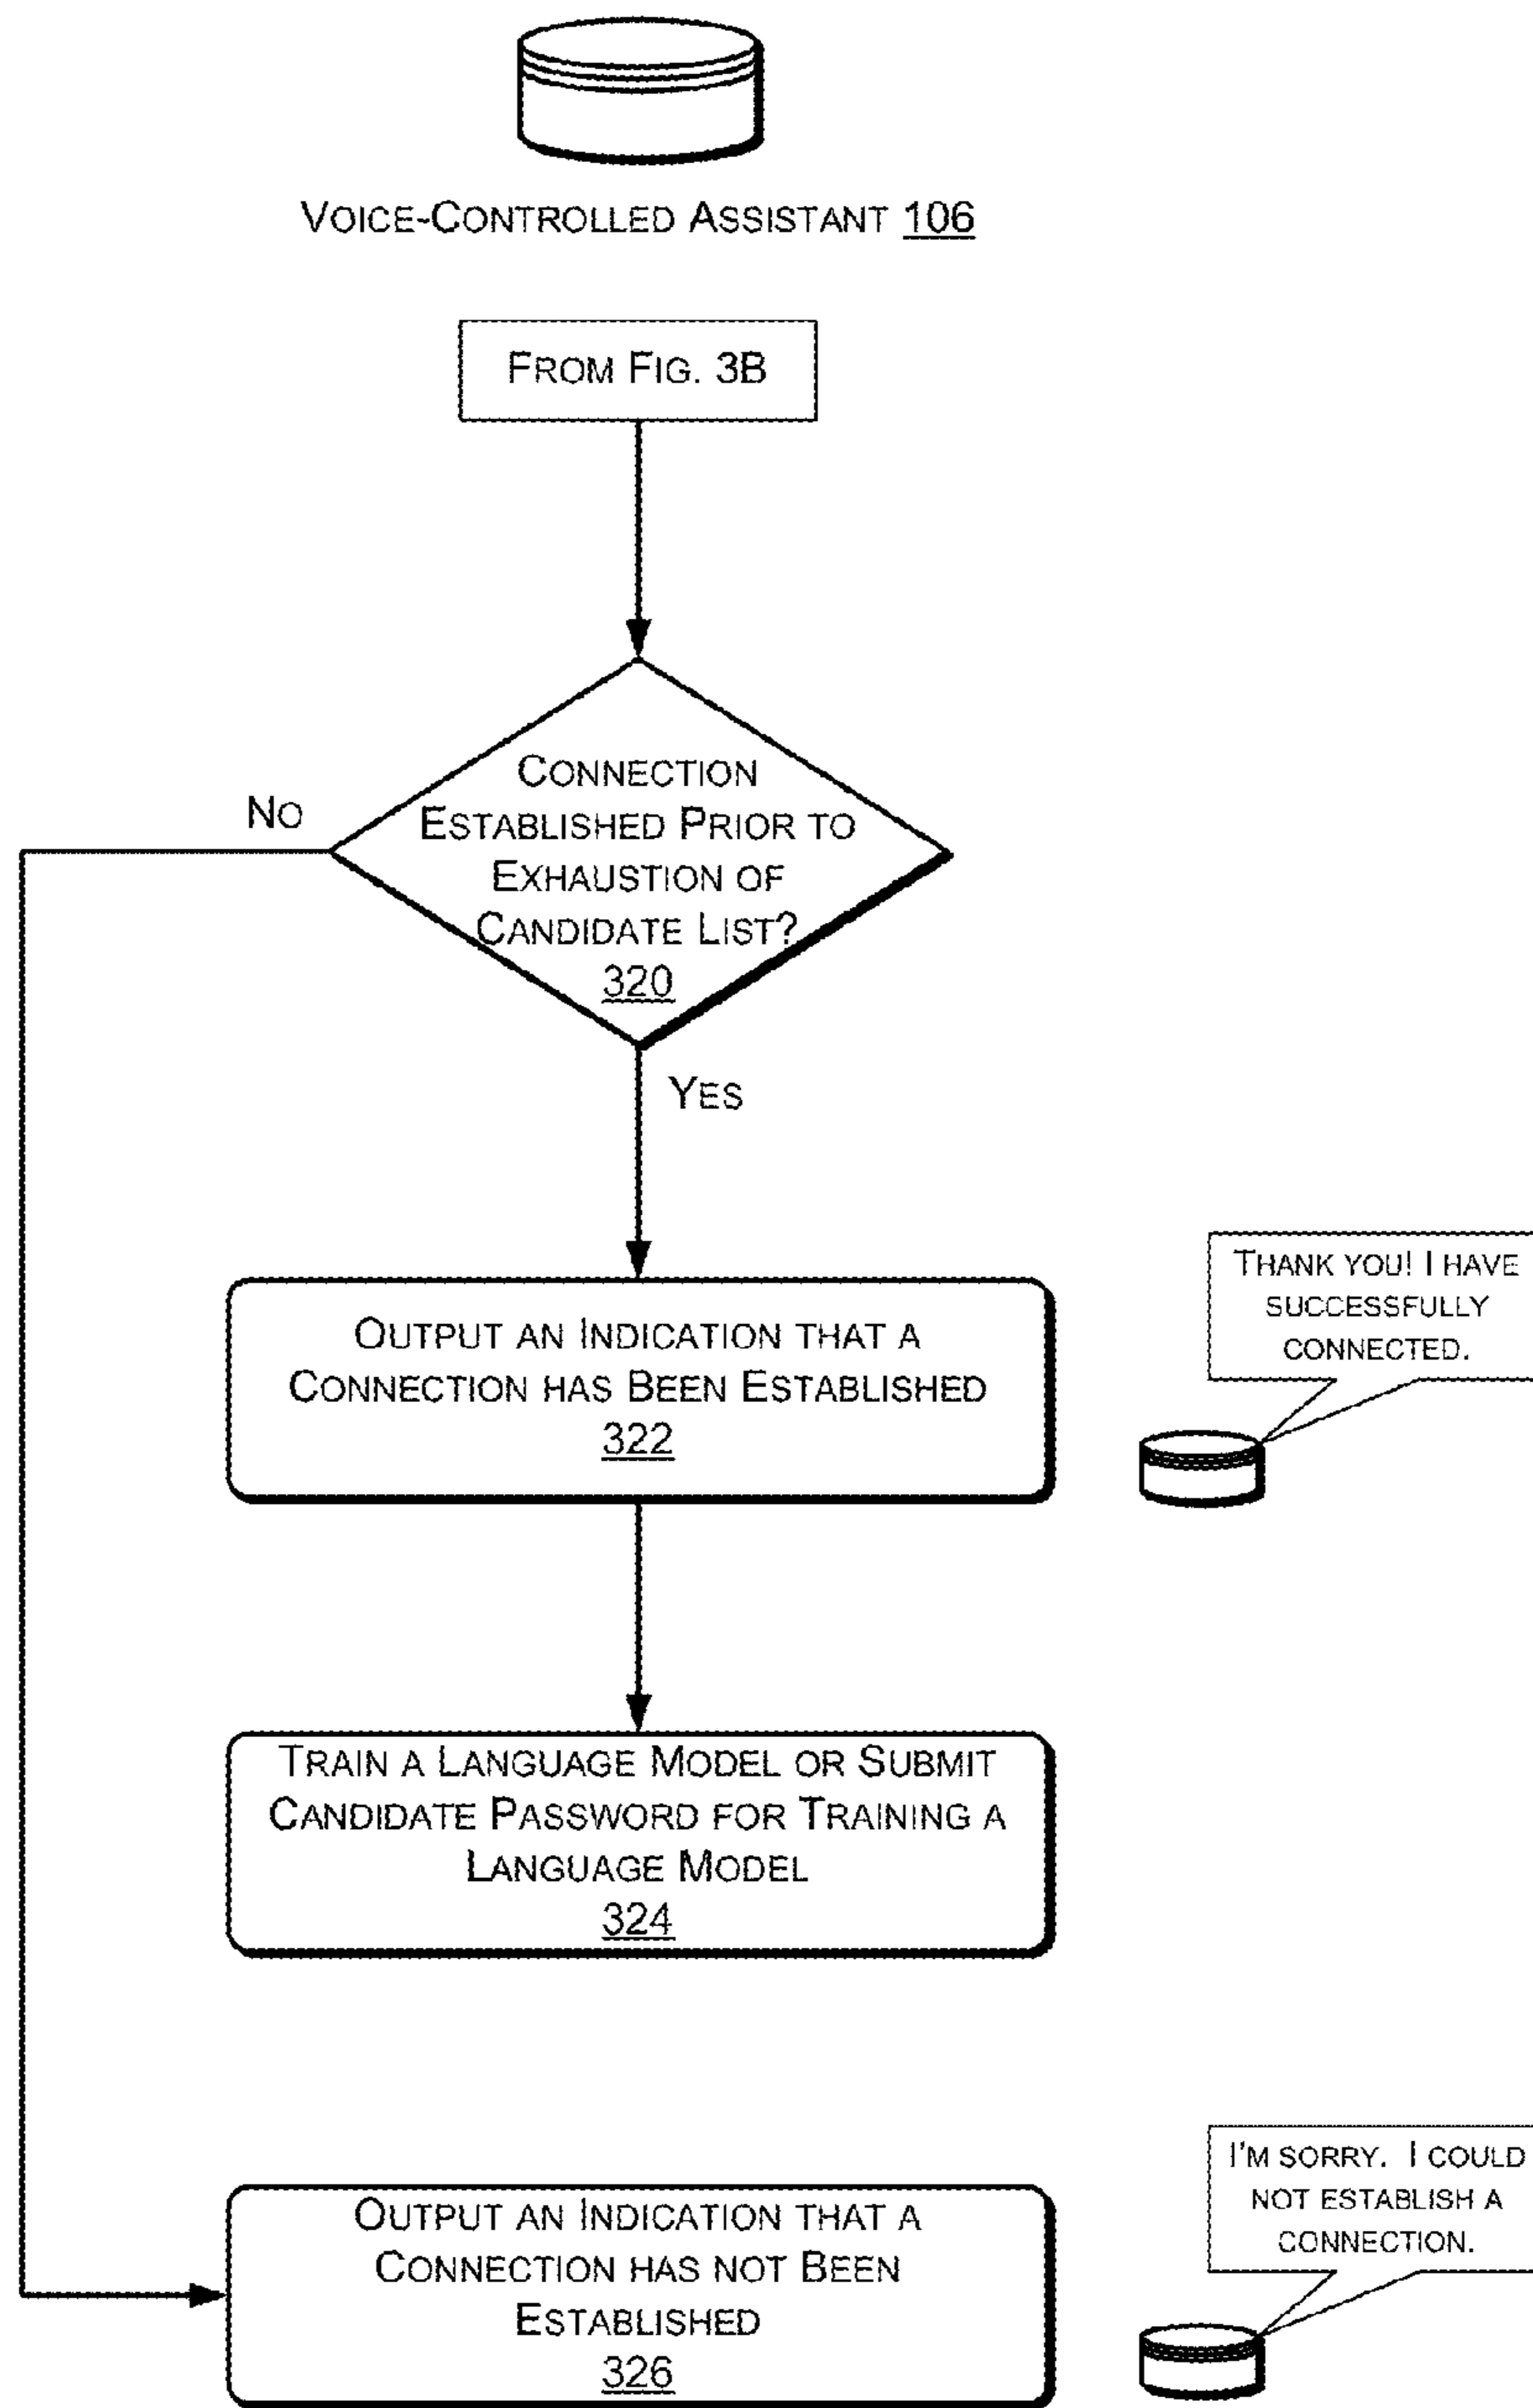 Voice-Controlled Assistant 106
From Fig. 3B
Connection
Established Prior to
Exhaustion of
Candidate List?
320
No
Yes
Output an Indication that a
Connection has Been Established
322
Thank you! I have
successfully
connected.
Train a Language Model or Submit
Candidate Password for Training a
Language Model
324
Output an Indication that a
Connection has not Been
Established
326
I'm sorry. I could
not establish a
connection.